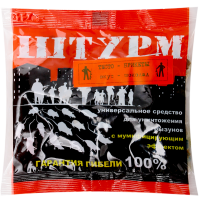 ШТУРМ
универсальное средство
для уничтожения
грызунов
с мумифицирующим
эффектом
ГАРАНТИЯ ГИБЕЛИ 100%